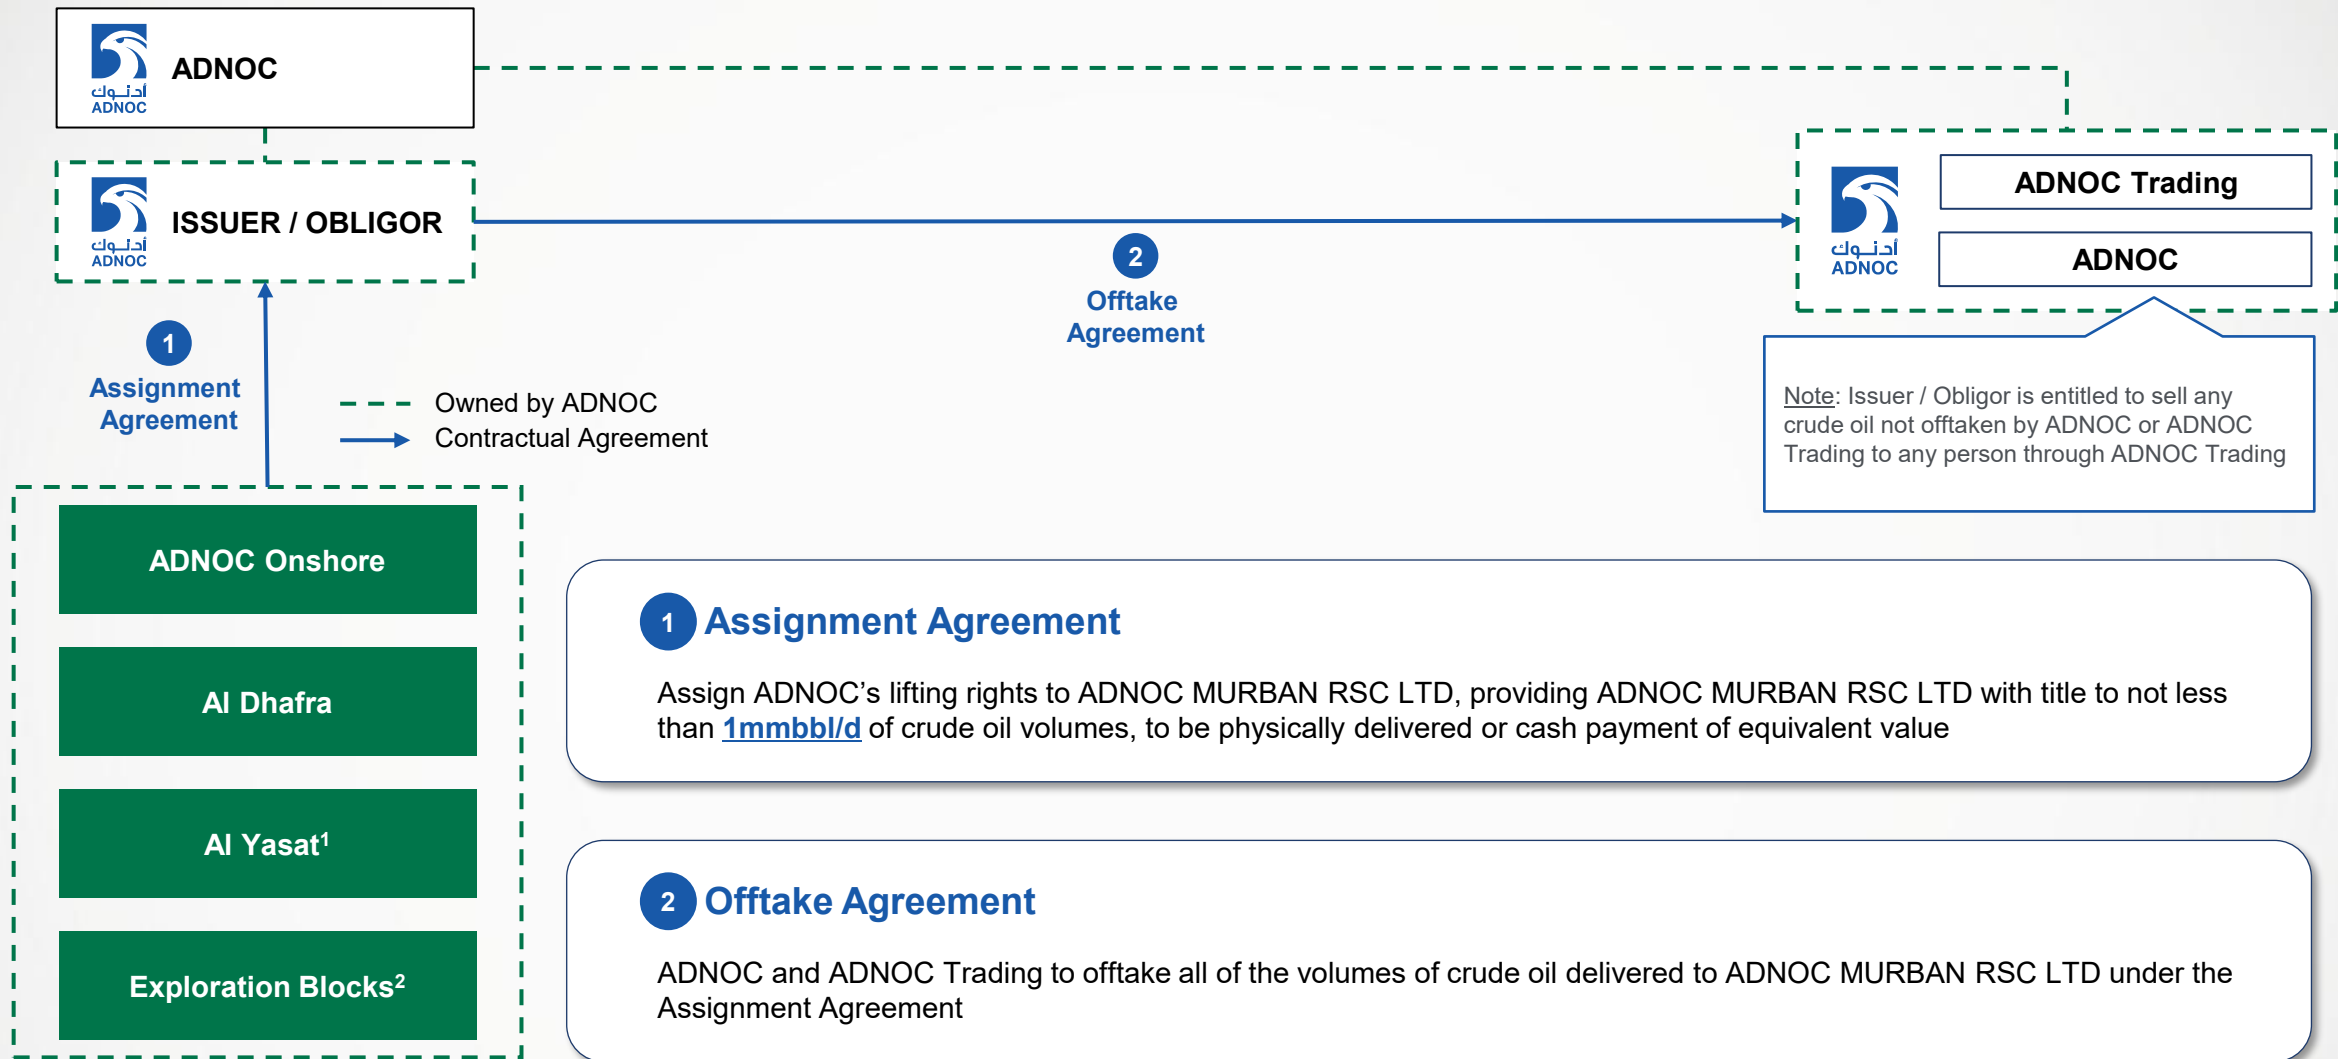 أدنوك
ADNOC
ADNOC
أدنوك
ADNOC
ISSUER / OBLIGOR
أدنوك
ADNOC
ADNOC Trading
ADNOC
2
Offtake
Agreement
1
Assignment
Agreement
Owned by ADNOC
Contractual Agreement
Note: Issuer / Obligor is entitled to sell any
crude oil not offtaken by ADNOC or ADNOC
Trading to any person through ADNOC Trading
ADNOC Onshore
Al Dhafra
Al Yasat1
Exploration Blocks2
1 Assignment Agreement
Assign ADNOC’s lifting rights to ADNOC MURBAN RSC LTD, providing ADNOC MURBAN RSC LTD with title to not less
than 1mmbbl/d of crude oil volumes, to be physically delivered or cash payment of equivalent value
2 Offtake Agreement
ADNOC and ADNOC Trading to offtake all of the volumes of crude oil delivered to ADNOC MURBAN RSC LTD under the
Assignment Agreement